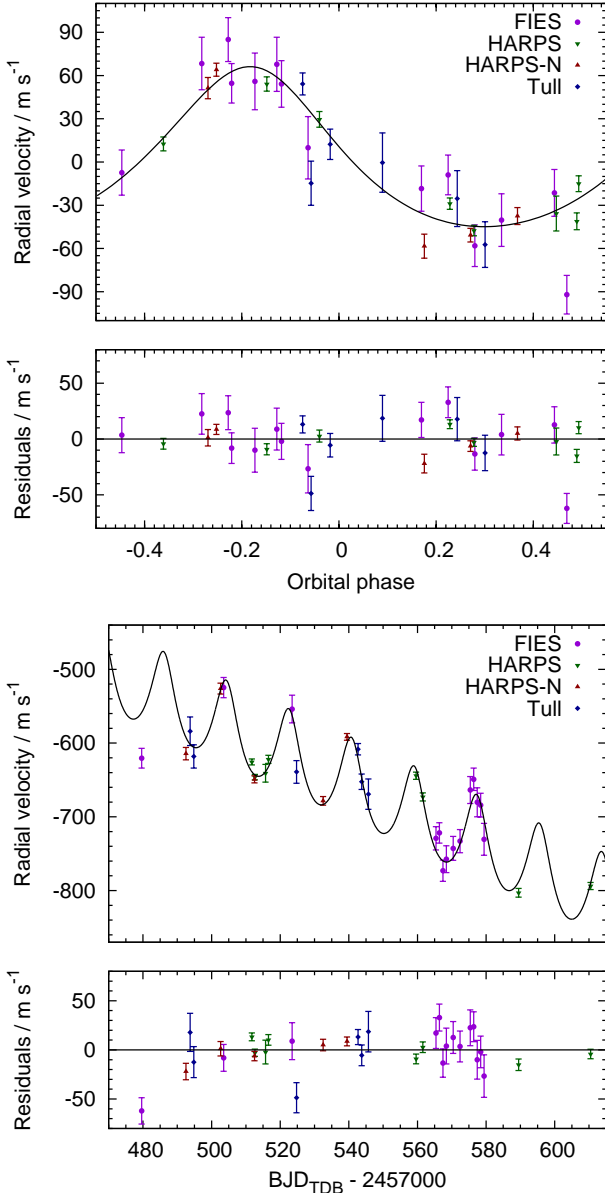 FIES
HARPS
HARPS-N
Tull
Radial velocity / m s⁻¹
90
60
30
0
-30
-60
-90
Residuals / m s⁻¹
50
0
-50
-0.4
-0.2
0
0.2
0.4
Orbital phase
FIES
HARPS
HARPS-N
Tull
Radial velocity / m s⁻¹
-500
-600
-700
-800
Residuals / m s⁻¹
50
0
-50
480
500
520
540
560
580
600
BJD_TDB - 2457000